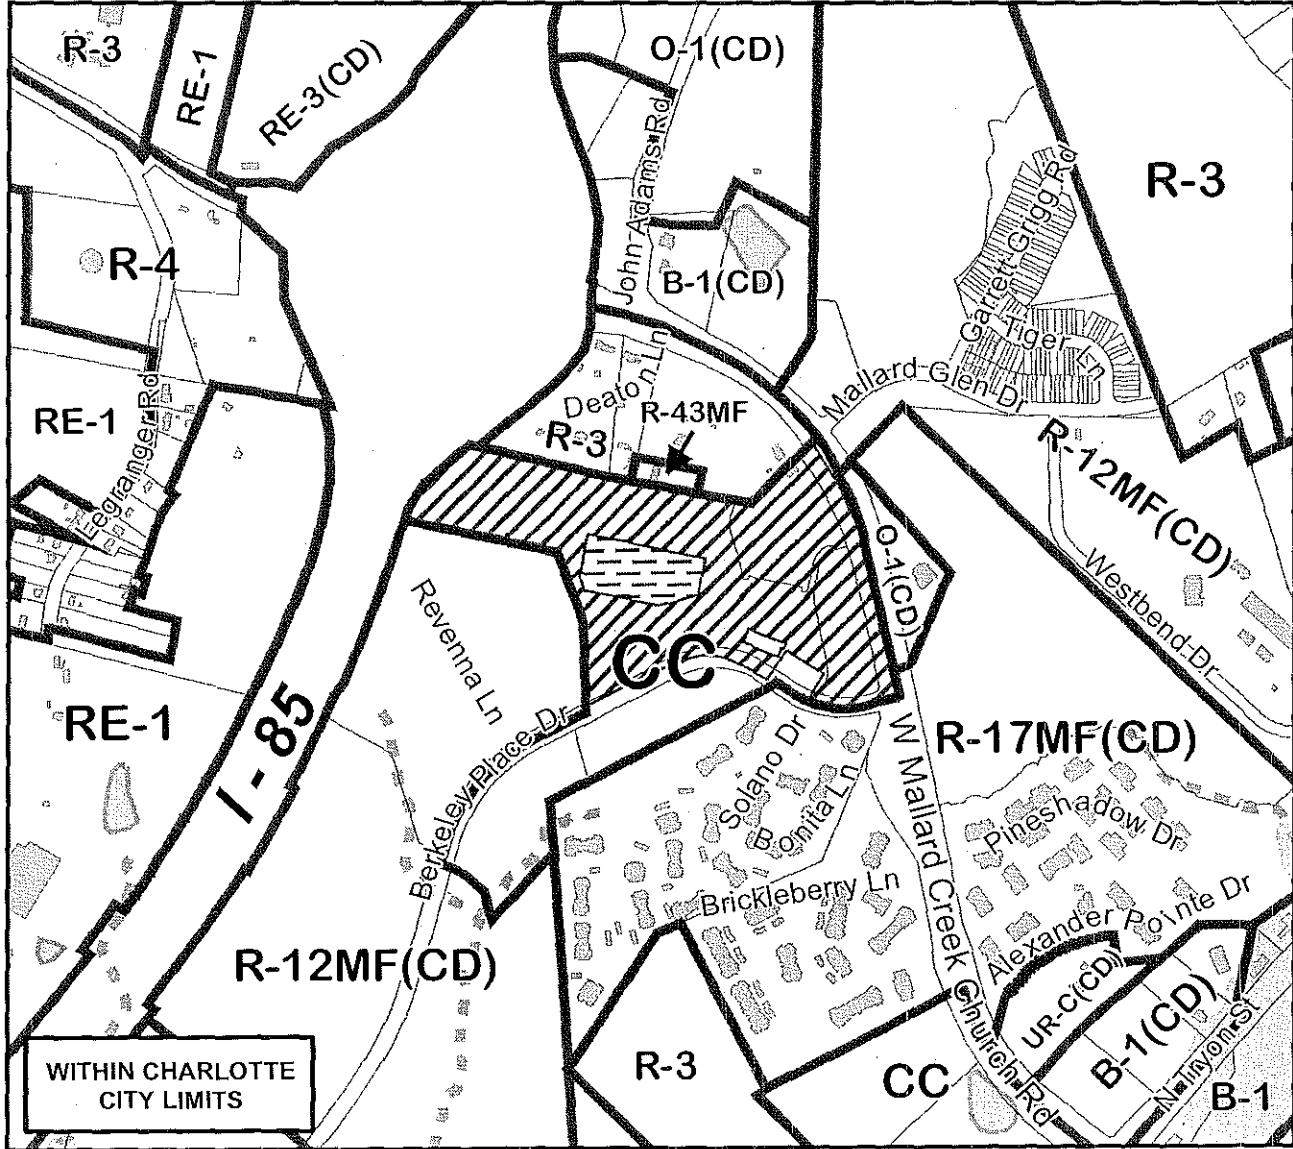 R-3
RE-1
RE-3(CD)
O-1(CD)
John Adams Rd
R-3
Garrett Grigg Rd
R-4
B-1(CD)
Tiger Ln
Mallard Glen Dr
Deaton Ln
R-43MF
R-3
RE-1
Legranger Rd
R-12MF(CD)
O-1(CD)
Westbend Dr
Revenna Ln
CC
RE-1
I - 85
Berkeley Place Dr
Solano Dr
Bonita Ln
R-17MF(CD)
W Mallard Creek Church Rd
Pineshadow Dr
Brickleberry Ln
Alexander Pointe Dr
R-12MF(CD)
UR-C(CD)
B-1(CD)
N Tryon St
R-3
CC
B-1
WITHIN CHARLOTTE
CITY LIMITS